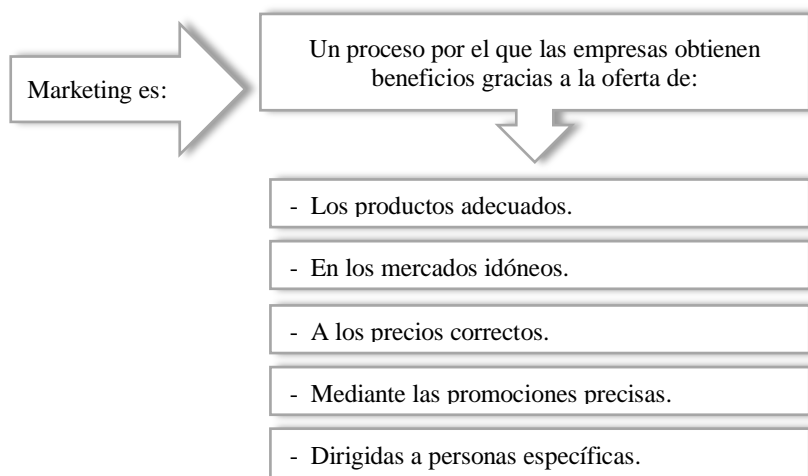 Marketing es:
Un proceso por el que las empresas obtienen
beneficios gracias a la oferta de:
- Los productos adecuados.
- En los mercados idóneos.
- A los precios correctos.
- Mediante las promociones precisas.
- Dirigidas a personas específicas.